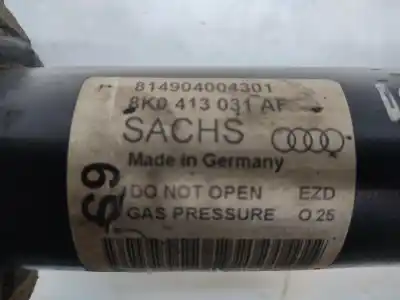 814904004301
8K0 413 031 AF
SACHS
Made in Germany
DO NOT OPEN EZD
GAS PRESSURE O 25
69